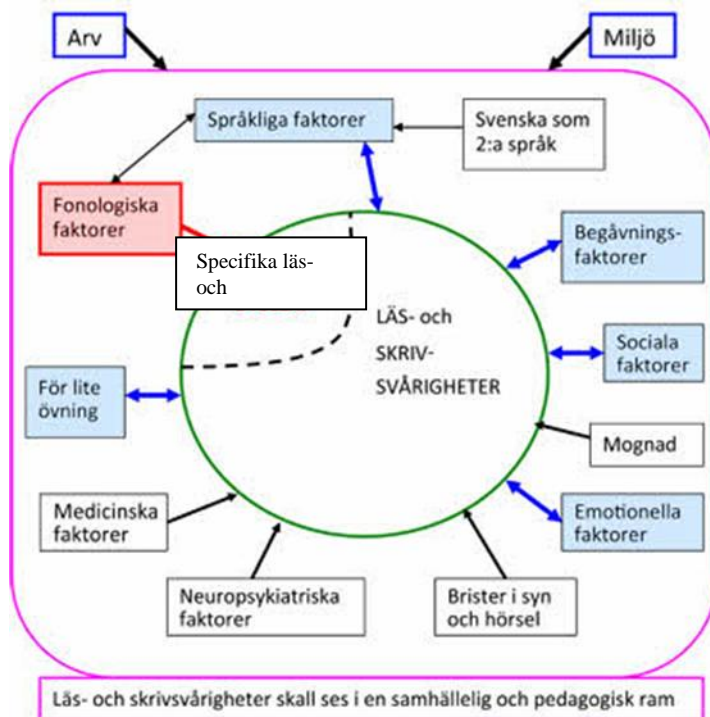 Arv
Miljö
Språkliga faktorer
Svenska som
2:a språk
Fonologiska
faktorer
Specifika läs-
och
Begåvnings-
faktorer
LÄS- och
SKRIV-
SVÅRIGHETER
Sociala
faktorer
För lite
övning
Mognad
Medicinska
faktorer
Emotionella
faktorer
Neuropsykiatriska
faktorer
Brister i syn
och hörsel
Läs- och skrivsvårigheter skall ses i en samhällelig och pedagogisk ram